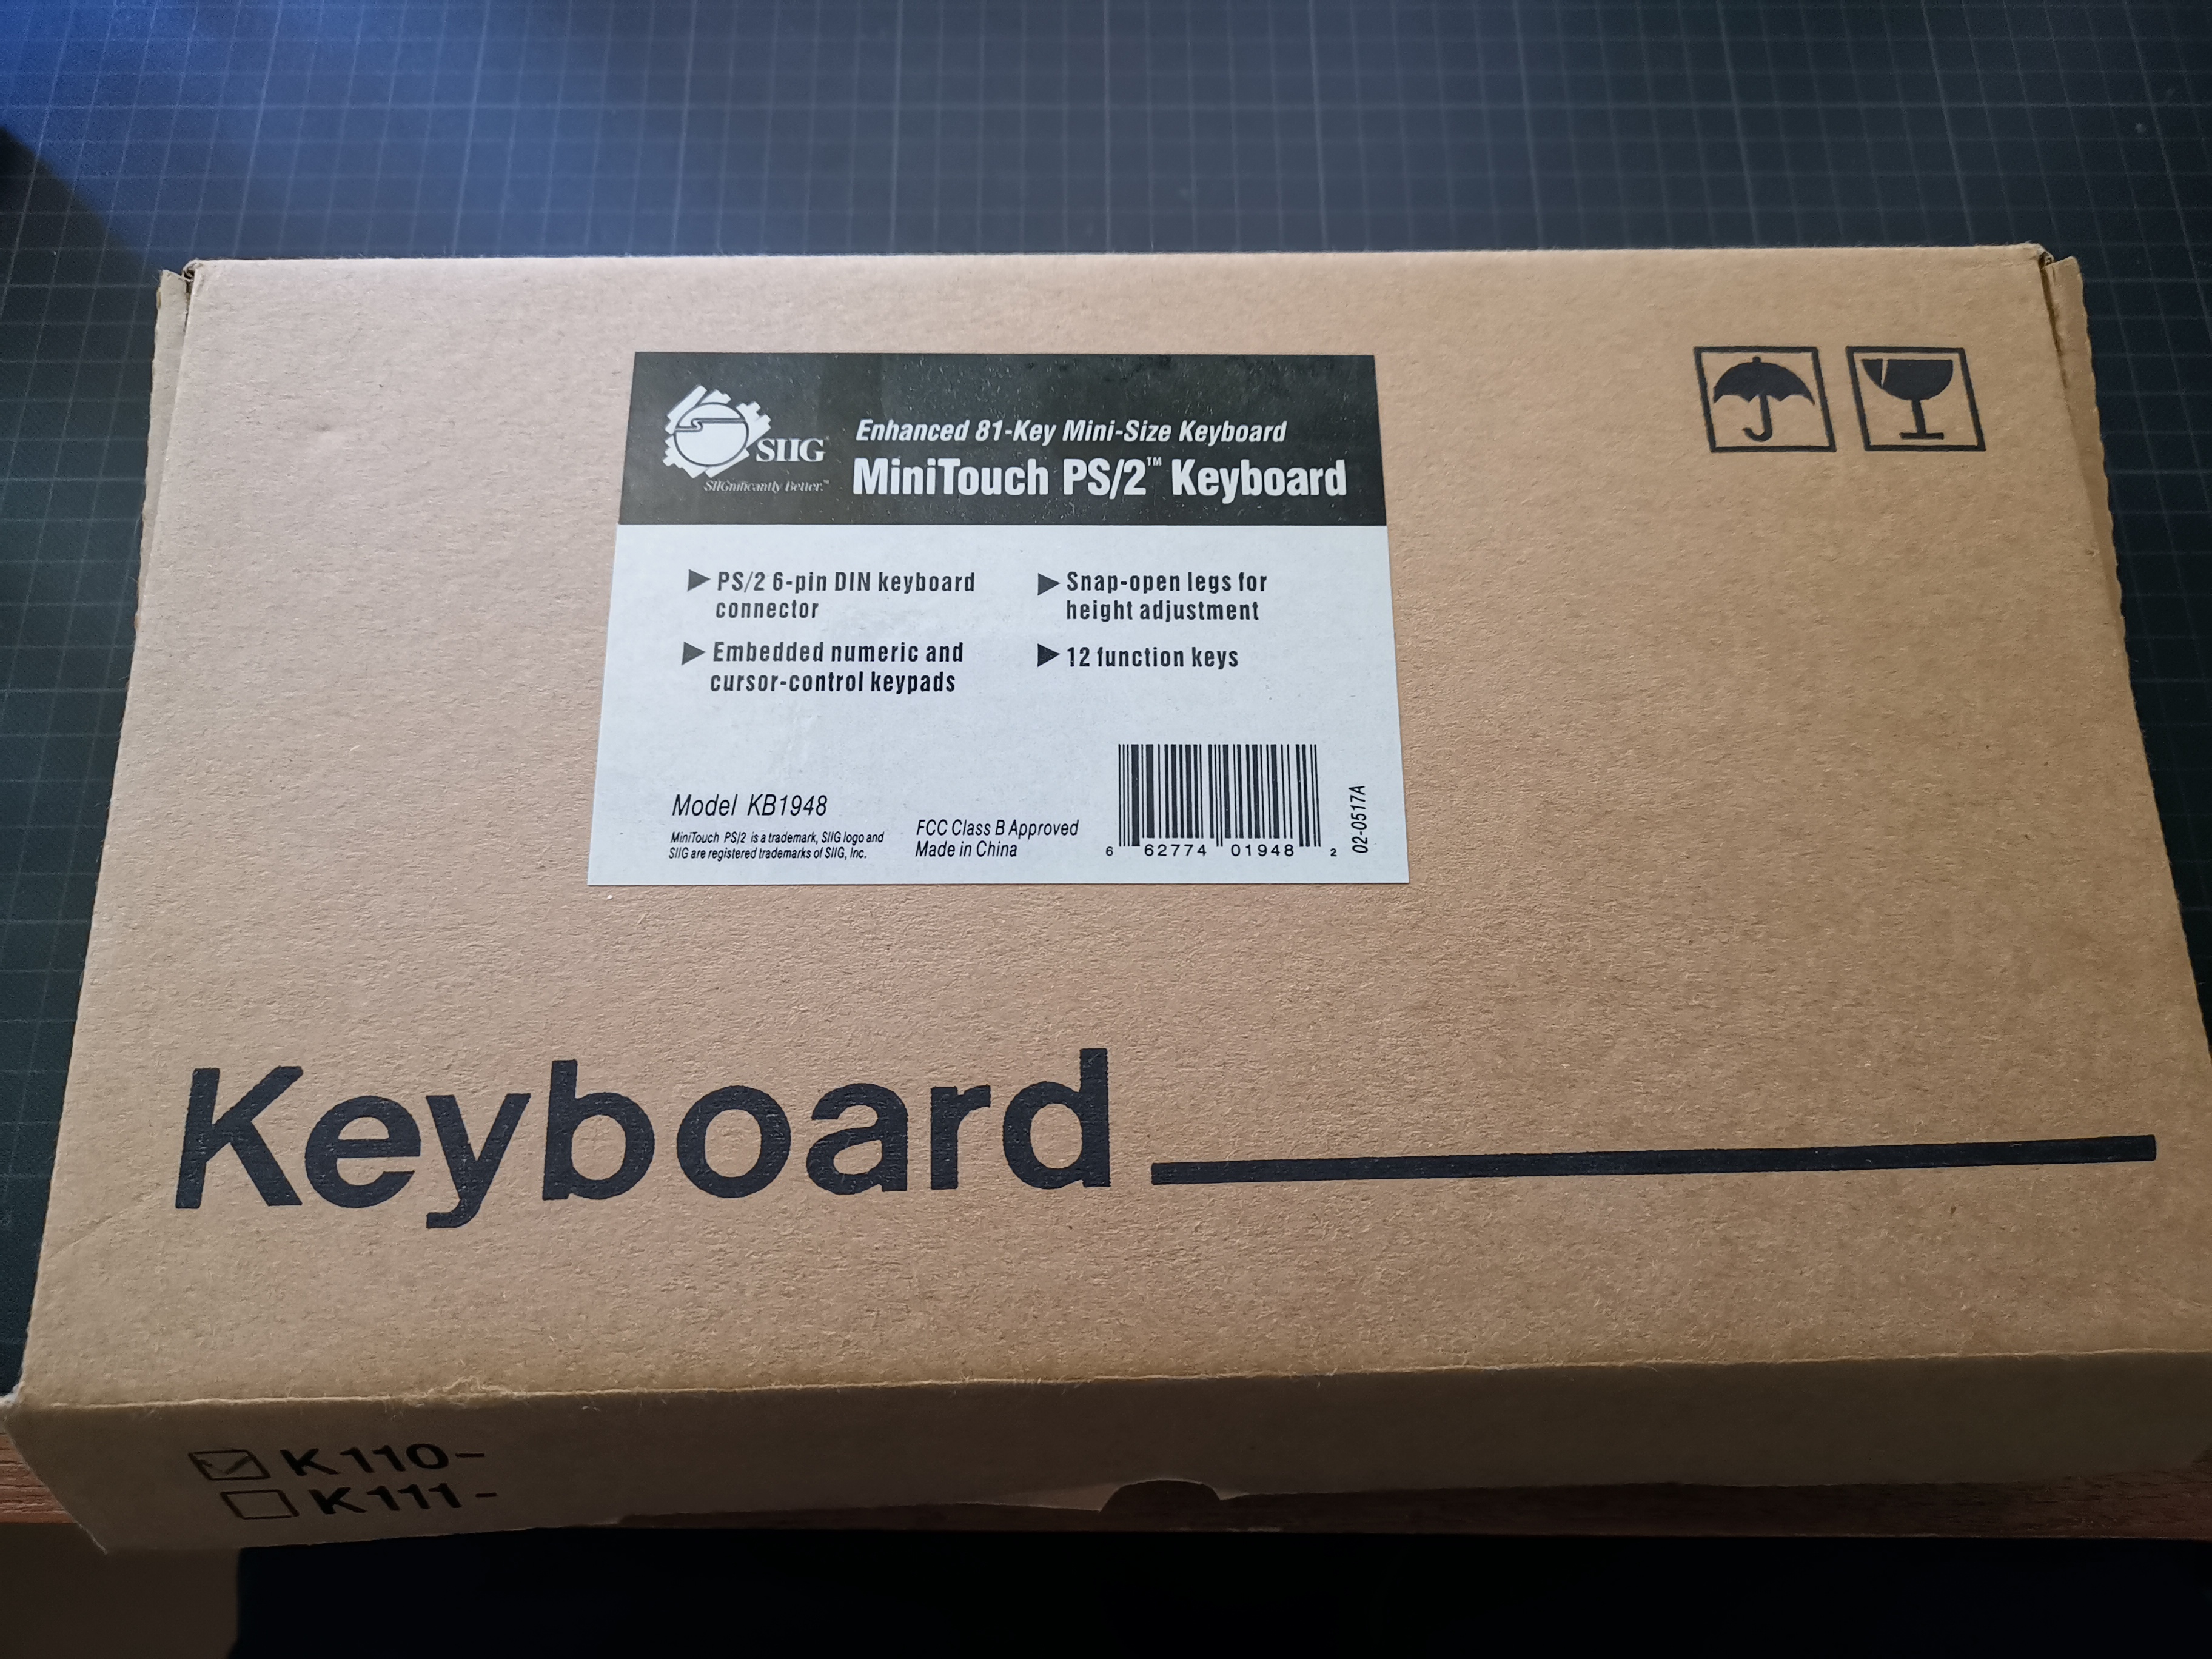 SIIG®
SIIGnificantly Better.™
Enhanced 81-Key Mini-Size Keyboard
MiniTouch PS/2™ Keyboard
▶ PS/2 6-pin DIN keyboard
connector
▶ Embedded numeric and
cursor-control keypads
▶ Snap-open legs for
height adjustment
▶ 12 function keys
Model KB1948
MiniTouch PS/2 is a trademark, SIIG logo and
SIIG are registered trademarks of SIIG, Inc.
FCC Class B Approved
Made in China
6 62774 01948 2
02-0517A
Keyboard
K110-
K111-